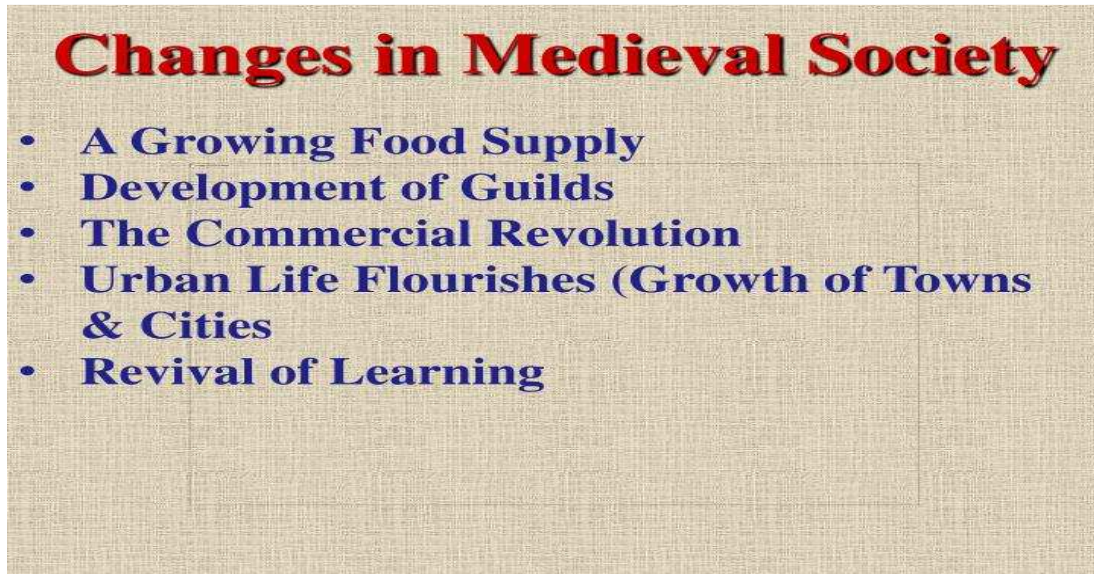 Changes in Medieval Society
• A Growing Food Supply
• Development of Guilds
• The Commercial Revolution
• Urban Life Flourishes (Growth of Towns
& Cities
• Revival of Learning